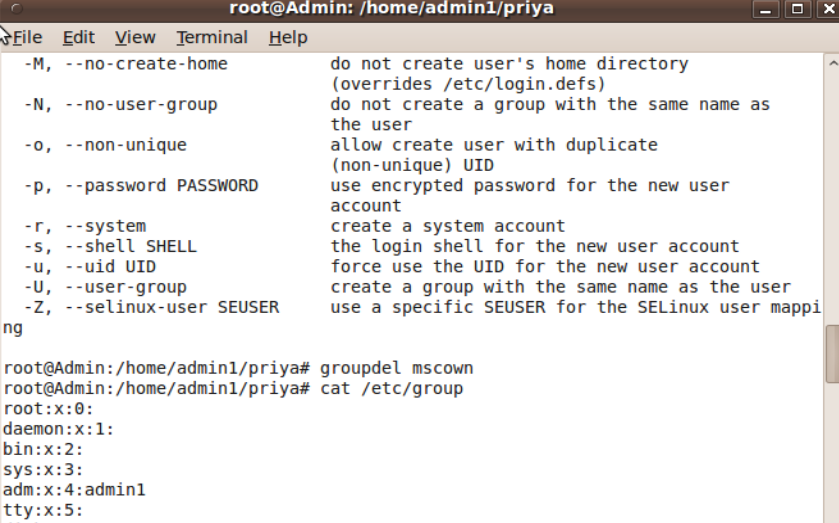 root@Admin: /home/admin1/priya
File Edit View Terminal Help
-M, --no-create-home do not create user's home directory
(overrides /etc/login.defs)
-N, --no-user-group do not create a group with the same name as
the user
-o, --non-unique allow create user with duplicate
(non-unique) UID
-p, --password PASSWORD use encrypted password for the new user
account
-r, --system create a system account
-s, --shell SHELL the login shell for the new user account
-u, --uid UID force use the UID for the new user account
-U, --user-group create a group with the same name as the user
-Z, --selinux-user SEUSER use a specific SEUSER for the SELinux user mappi
ng
root@Admin:/home/admin1/priya# groupdel mscown
root@Admin:/home/admin1/priya# cat /etc/group
root:x:0:
daemon:x:1:
bin:x:2:
sys:x:3:
adm:x:4:admin1
tty:x:5: